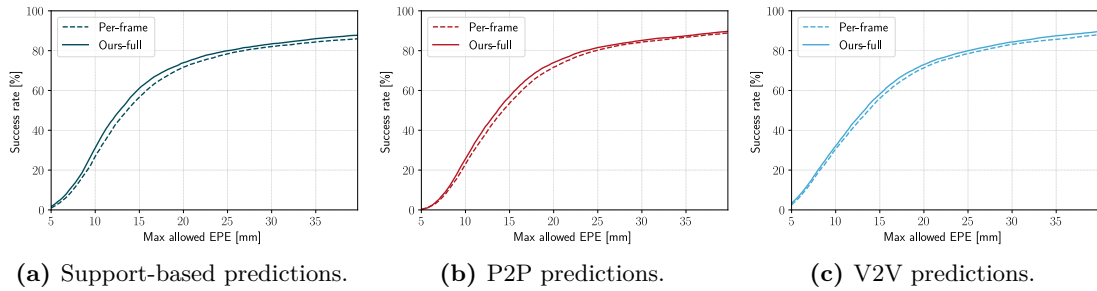 100
80
60
40
20
0
Success rate [%]
Per-frame
Ours-full
5
10
15
20
25
30
35
Max allowed EPE [mm]
(a) Support-based predictions.
100
80
60
40
20
0
Success rate [%]
Per-frame
Ours-full
5
10
15
20
25
30
35
Max allowed EPE [mm]
(b) P2P predictions.
100
80
60
40
20
0
Success rate [%]
Per-frame
Ours-full
5
10
15
20
25
30
35
Max allowed EPE [mm]
(c) V2V predictions.